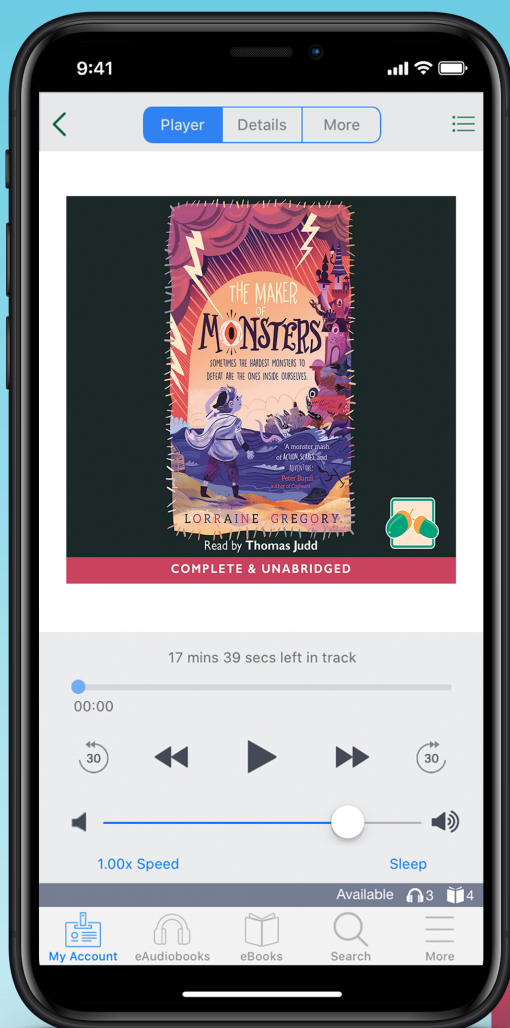 9:41
Player Details More
THE MAKER
OF
MONSTERS
SOMETIMES THE HARDEST MONSTERS TO
DEFEAT ARE THE ONES INSIDE OURSELVES.
'A monster mash
of ACTION, SCARES, and
ADVENTURE.'
Peter Bunzl
author of Cogheart
LORRAINE GREGORY
Read by Thomas Judd
COMPLETE & UNABRIDGED
17 mins 39 secs left in track
00:00
30 30
1.00x Speed Sleep
Available 3 4
My Account eAudiobooks eBooks Search More